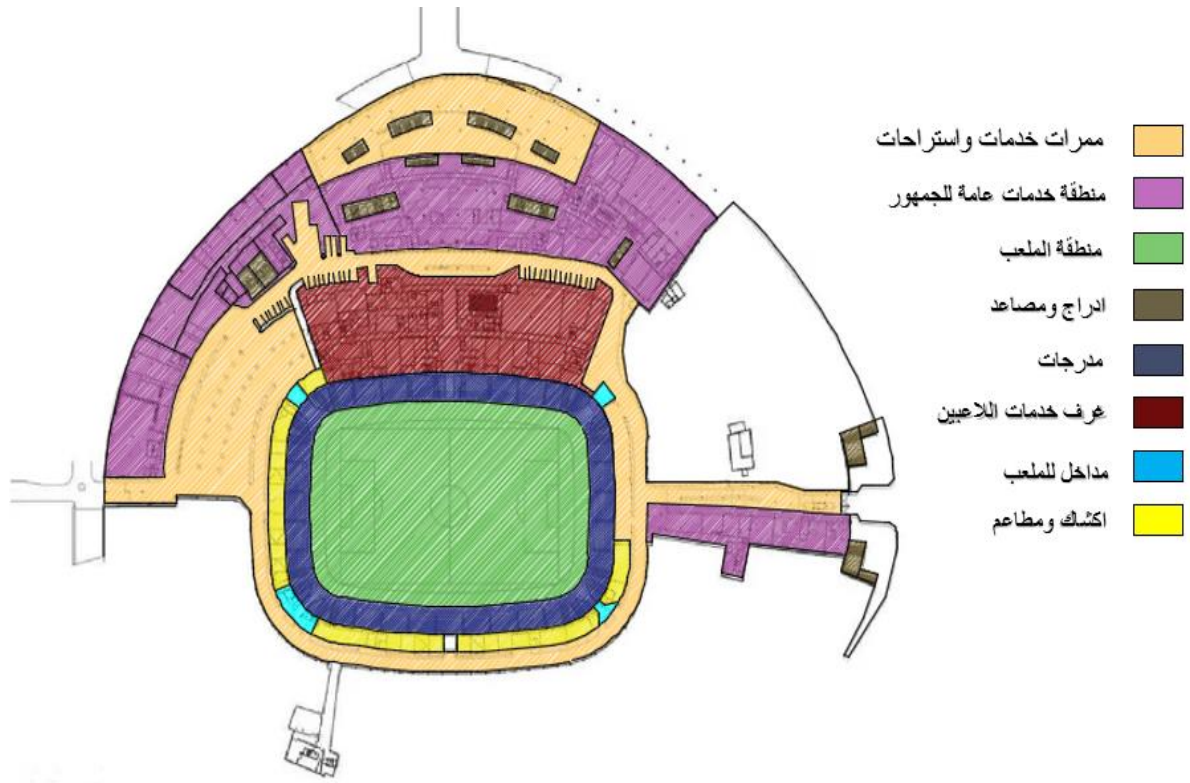 ممرات خدمات واستراحات
منطقة خدمات عامة للجمهور
منطقة الملعب
ادراج ومصاعد
مدرجات
غرف خدمات اللاعبين
مداخل للملعب
اكشاك ومطاعم